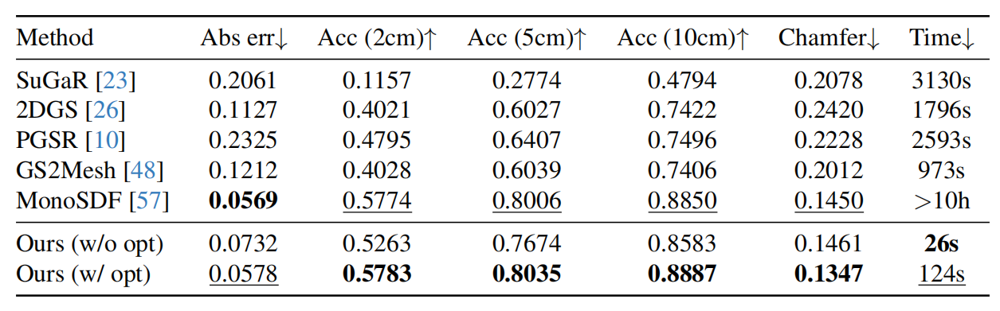 Method Abs err↓ Acc (2cm)↑ Acc (5cm)↑ Acc (10cm)↑ Chamfer↓ Time↓
SuGaR [23] 0.2061 0.1157 0.2774 0.4794 0.2078 3130s
2DGS [26] 0.1127 0.4021 0.6027 0.7422 0.2420 1796s
PGSR [10] 0.2325 0.4795 0.6407 0.7496 0.2228 2593s
GS2Mesh [48] 0.1212 0.4028 0.6039 0.7406 0.2012 973s
MonoSDF [57] 0.0569 0.5774 0.8006 0.8850 0.1450 >10h
Ours (w/o opt) 0.0732 0.5263 0.7674 0.8583 0.1461 26s
Ours (w/ opt) 0.0578 0.5783 0.8035 0.8887 0.1347 124s